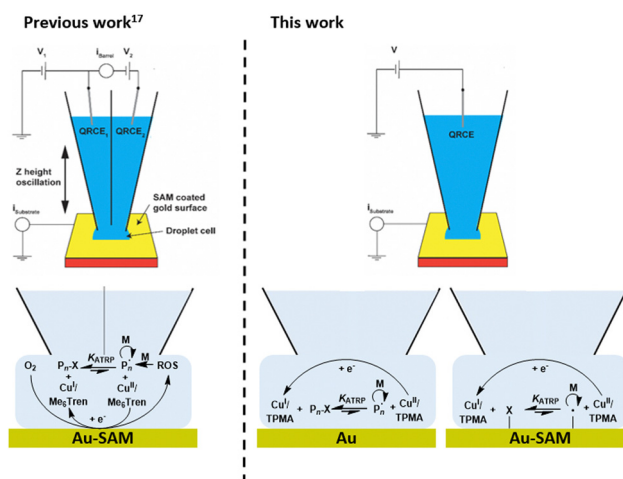 Previous work17
V1
iBarrel
V2
QRCE1
QRCE2
Z height
oscillation
SAM coated
gold surface
iSubstrate
Droplet cell
O2
Pn-X
KATRP
M
Pn•
M
ROS
+
+
CuI/
CuII/
Me6Tren
Me6Tren
+ e-
Au-SAM
This work
V
QRCE
iSubstrate
+ e-
CuI/
TPMA
+ Pn-X
KATRP
M
Pn•
+
CuII/
TPMA
Au
+ e-
CuI/
TPMA
+ X
KATRP
M
•
+
CuII/
TPMA
Au-SAM